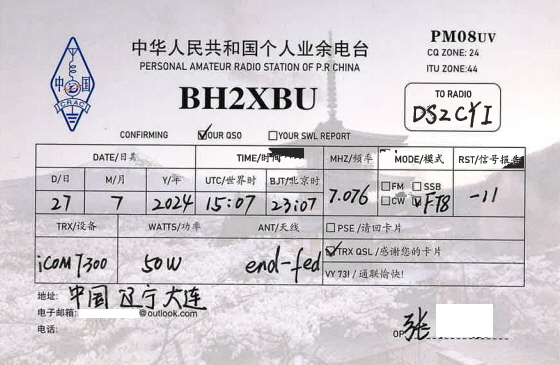 PM08UV
中华人民共和国个人业余电台
CQ ZONE: 24
PERSONAL AMATEUR RADIO STATION OF P.R CHINA
ITU ZONE:44
中国
CRAC
BH2XBU
TO RADIO
DS2CYI
CONFIRMING ☑OUR QSO ☐YOUR SWL REPORT
DATE/日期 TIME/时间 MHZ/频率 MODE/模式 RST/信号报告
D/日 M/月 Y/年 UTC/世界时 BJT/北京时 7.076 ☐FM ☐SSB -11
27 7 2024 15:07 23:07 ☐CW ☑FT8
TRX/设备 WATTS/功率 ANT/天线 ☐PSE/请回卡片
iCOM7300 50W end-fed ☑TRX QSL/感谢您的卡片
VY 73!/通联愉快!
地址: 中国 辽宁 大连
电子邮箱: @outlook.com
电话:
OP 张